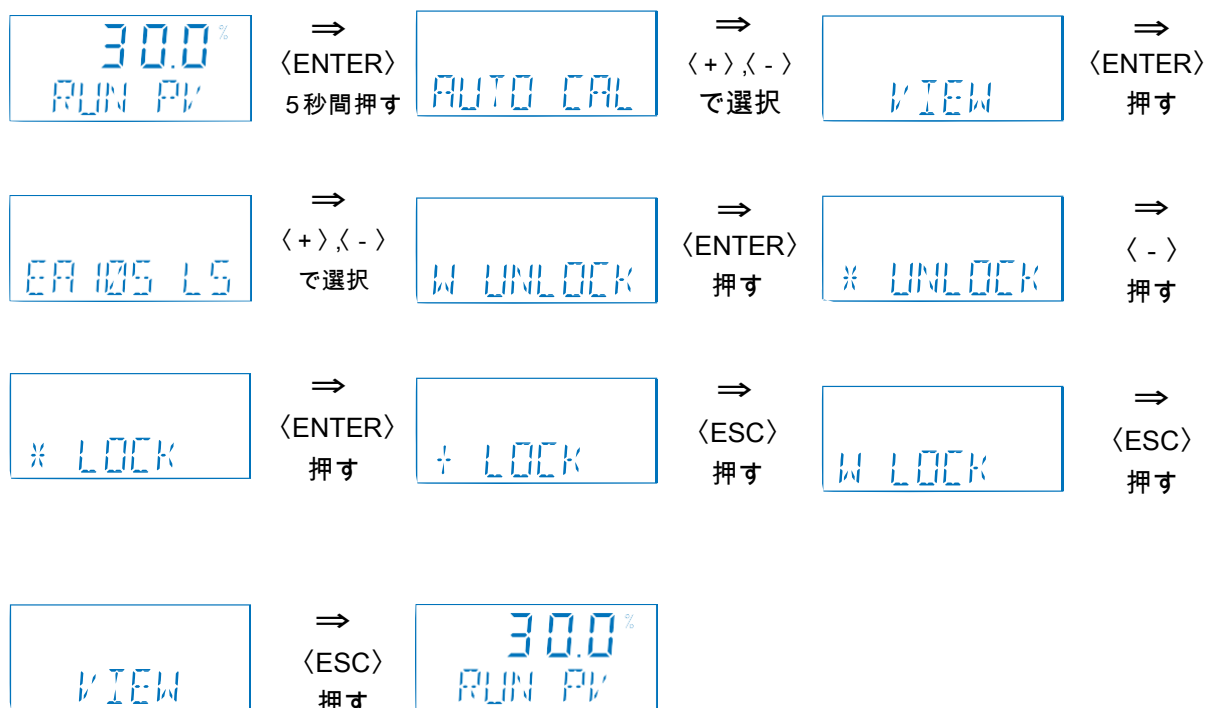 30.0%
RUN PV
⇒
〈ENTER〉
5秒間押す
AUTO CAL
⇒
〈 + 〉,〈 - 〉
で選択
VIEW
⇒
〈ENTER〉
押す
EA 105 LS
⇒
〈 + 〉,〈 - 〉
で選択
W UNLOCK
⇒
〈ENTER〉
押す
* UNLOCK
⇒
〈 - 〉
押す
* LOCK
⇒
〈ENTER〉
押す
+ LOCK
⇒
〈ESC〉
押す
W LOCK
⇒
〈ESC〉
押す
VIEW
⇒
〈ESC〉
押す
30.0%
RUN PV